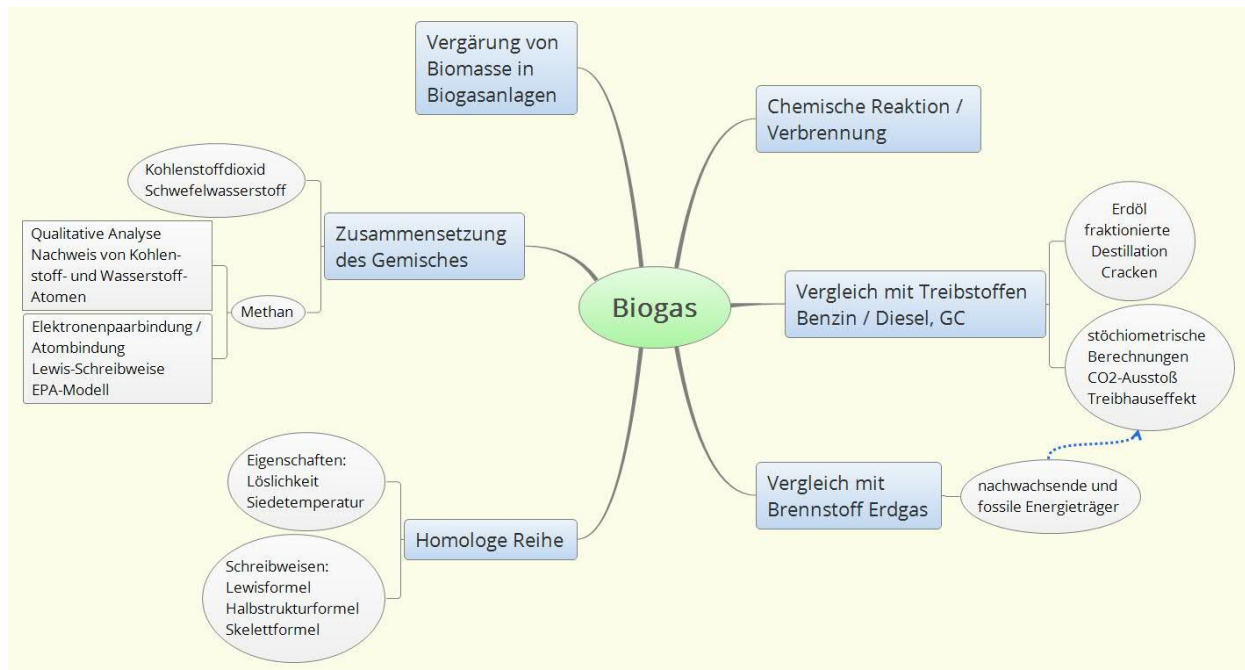 Vergärung von
Biomasse in
Biogasanlagen
Chemische Reaktion /
Verbrennung
Kohlenstoffdioxid
Schwefelwasserstoff
Zusammensetzung
des Gemisches
Qualitative Analyse
Nachweis von Kohlen-
stoff- und Wasserstoff-
Atomen
Methan
Elektronenpaarbindung /
Atombindung
Lewis-Schreibweise
EPA-Modell
Biogas
Erdöl
fraktionierte
Destillation
Cracken
Vergleich mit Treibstoffen
Benzin / Diesel, GC
stöchiometrische
Berechnungen
CO2-Ausstoß
Treibhauseffekt
Vergleich mit
Brennstoff Erdgas
nachwachsende und
fossile Energieträger
Eigenschaften:
Löslichkeit
Siedetemperatur
Homologe Reihe
Schreibweisen:
Lewisformel
Halbstrukturformel
Skelettformel